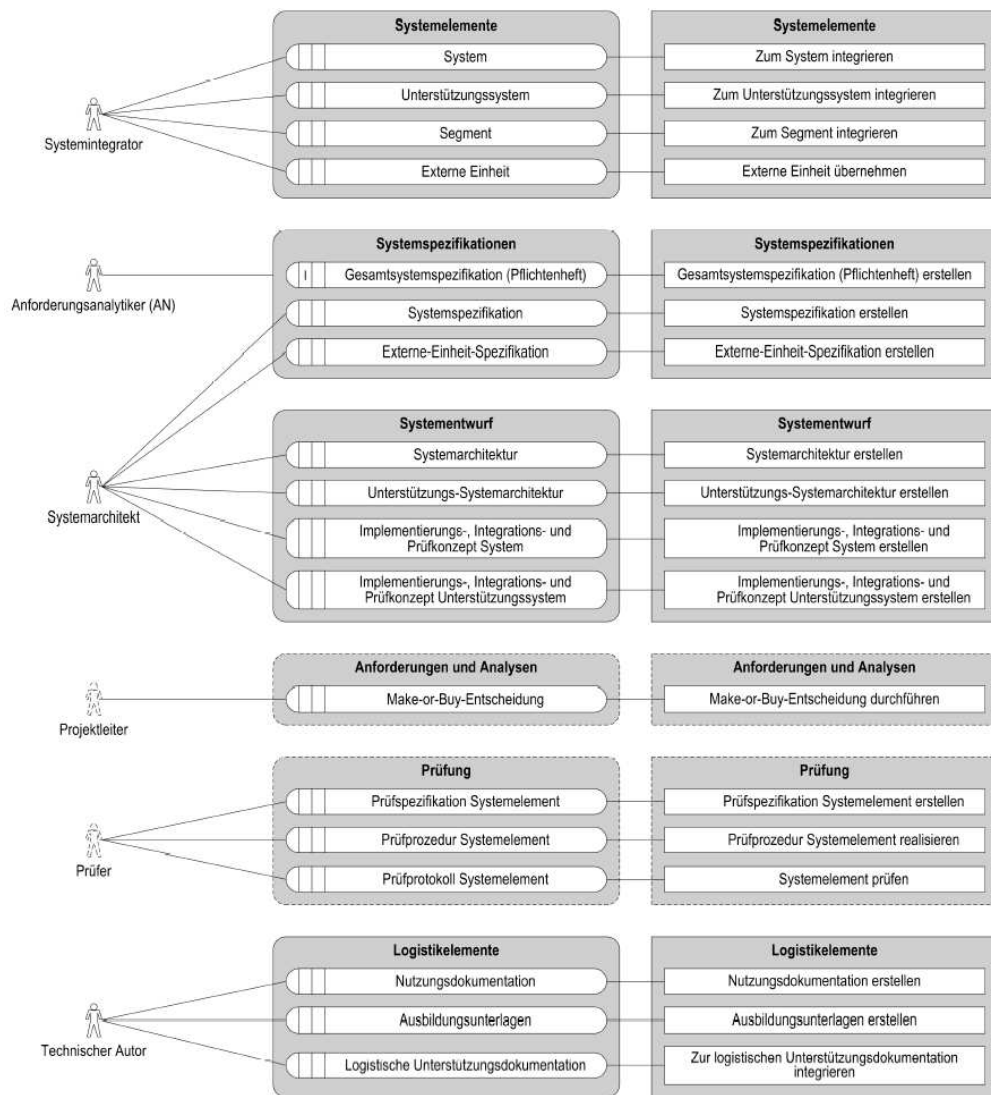 Systemelemente
Systemelemente
System
Zum System integrieren
Unterstützungssystem
Zum Unterstützungssystem integrieren
Segment
Zum Segment integrieren
Systemintegrator
Externe Einheit
Externe Einheit übernehmen
Systemspezifikationen
Systemspezifikationen
I
Gesamtsystemspezifikation (Pflichtenheft)
Gesamtsystemspezifikation (Pflichtenheft) erstellen
Anforderungsanalytiker (AN)
Systemspezifikation
Systemspezifikation erstellen
Externe-Einheit-Spezifikation
Externe-Einheit-Spezifikation erstellen
Systementwurf
Systementwurf
Systemarchitektur
Systemarchitektur erstellen
Unterstützungs-Systemarchitektur
Unterstützungs-Systemarchitektur erstellen
Systemarchitekt
Implementierungs-, Integrations- und
Prüfkonzept System
Implementierungs-, Integrations- und
Prüfkonzept System erstellen
Implementierungs-, Integrations- und
Prüfkonzept Unterstützungssystem
Implementierungs-, Integrations- und
Prüfkonzept Unterstützungssystem erstellen
Anforderungen und Analysen
Anforderungen und Analysen
Make-or-Buy-Entscheidung
Make-or-Buy-Entscheidung durchführen
Projektleiter
Prüfung
Prüfung
Prüfspezifikation Systemelement
Prüfspezifikation Systemelement erstellen
Prüfprozedur Systemelement
Prüfprozedur Systemelement realisieren
Prüfer
Prüfprotokoll Systemelement
Systemelement prüfen
Logistikelemente
Logistikelemente
Nutzungsdokumentation
Nutzungsdokumentation erstellen
Ausbildungsunterlagen
Ausbildungsunterlagen erstellen
Technischer Autor
Logistische Unterstützungsdokumentation
Zur logistischen Unterstützungsdokumentation
integrieren